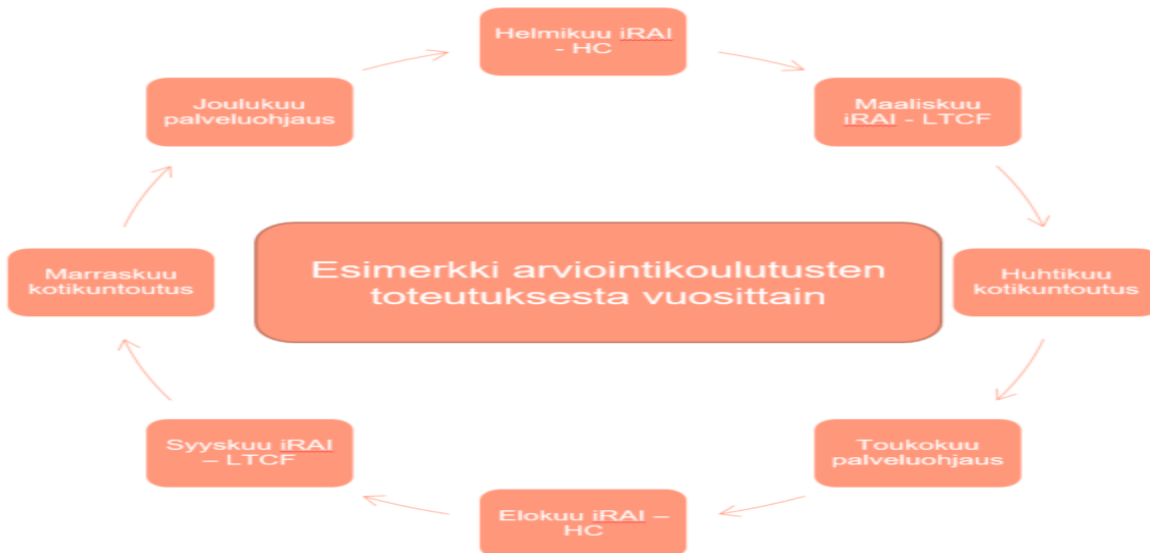 Helmikuu iRAI
- HC
Maaliskuu
iRAI - LTCF
Huhtikuu
kotikuntoutus
Toukokuu
palveluohjaus
Elokuu iRAI –
HC
Syyskuu iRAI
– LTCF
Marraskuu
kotikuntoutus
Joulukuu
palveluohjaus
Esimerkki arviointikoulutusten
toteutuksesta vuosittain